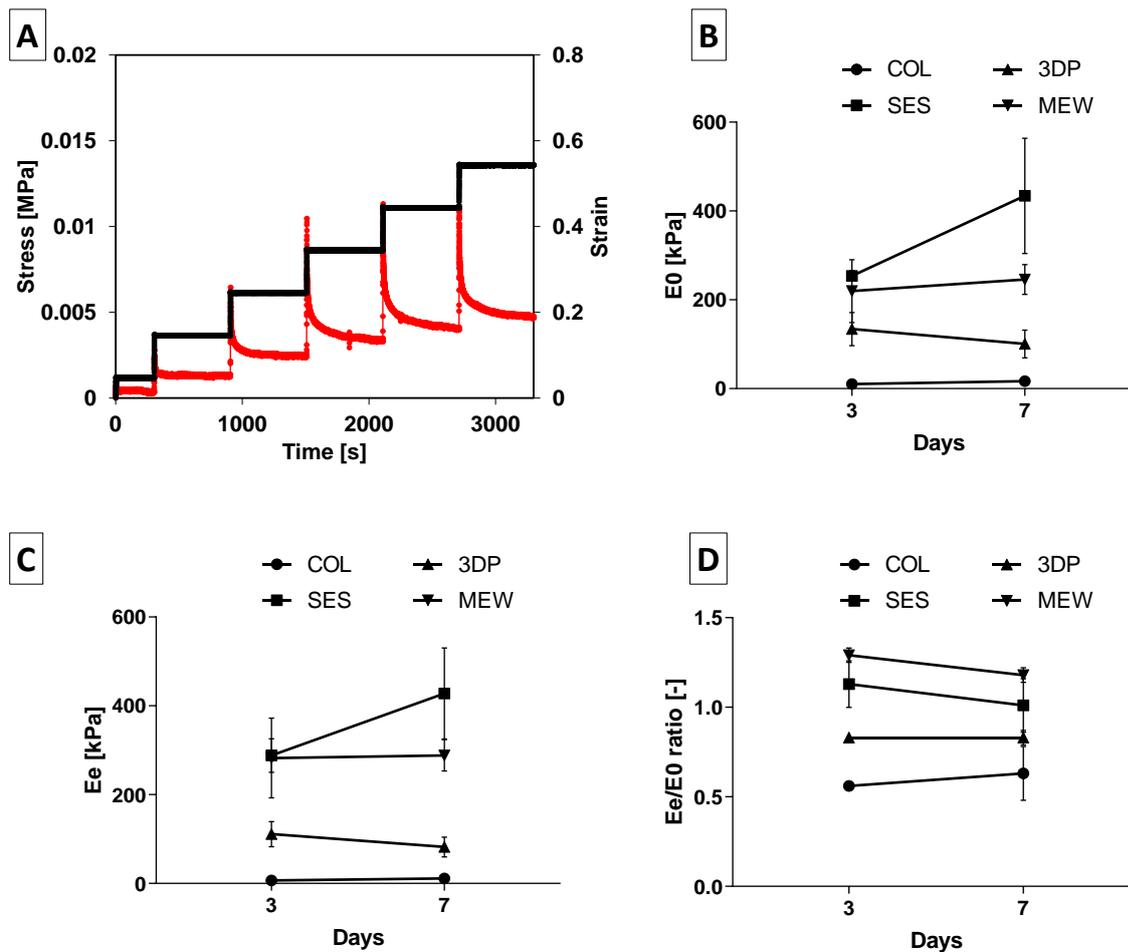 A
0.02
0.015
0.01
0.005
0
Stress [MPa]
0.8
0.6
0.4
0.2
0
Strain
0 1000 2000 3000
Time [s]
B
COL 3DP
SES MEW
600
400
200
0
E0 [kPa]
3 7
Days
C
COL 3DP
SES MEW
600
400
200
0
Ee [kPa]
3 7
Days
D
COL 3DP
SES MEW
1.5
1.0
0.5
0.0
Ee/E0 ratio [-]
3 7
Days